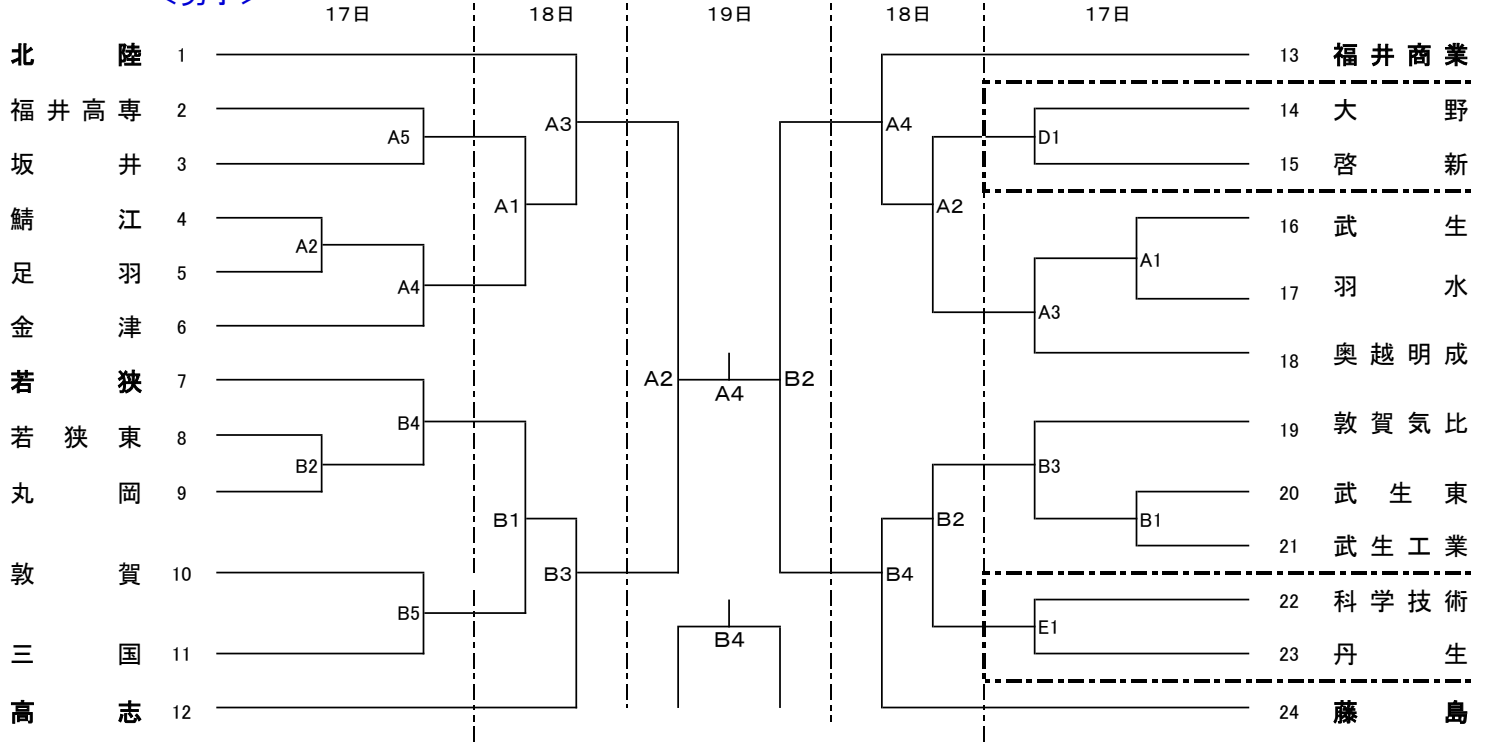 17日 18日 19日 18日 17日
北陸 1
福井高専 2
坂井 3
鯖江 4
足羽 5
金津 6
若狭 7
若狭東 8
丸岡 9
敦賀 10
三国 11
高志 12
A5
A2
A4
B4
B2
B5
A3
A1
B1
B3
A2
A4
B2
B4
A4
A2
B2
B4
D1
A1
A3
B3
B1
E1
13 福井商業
14 大野
15 啓新
16 武生
17 羽水
18 奥越明成
19 敦賀気比
20 武生東
21 武生工業
22 科学技術
23 丹生
24 藤島